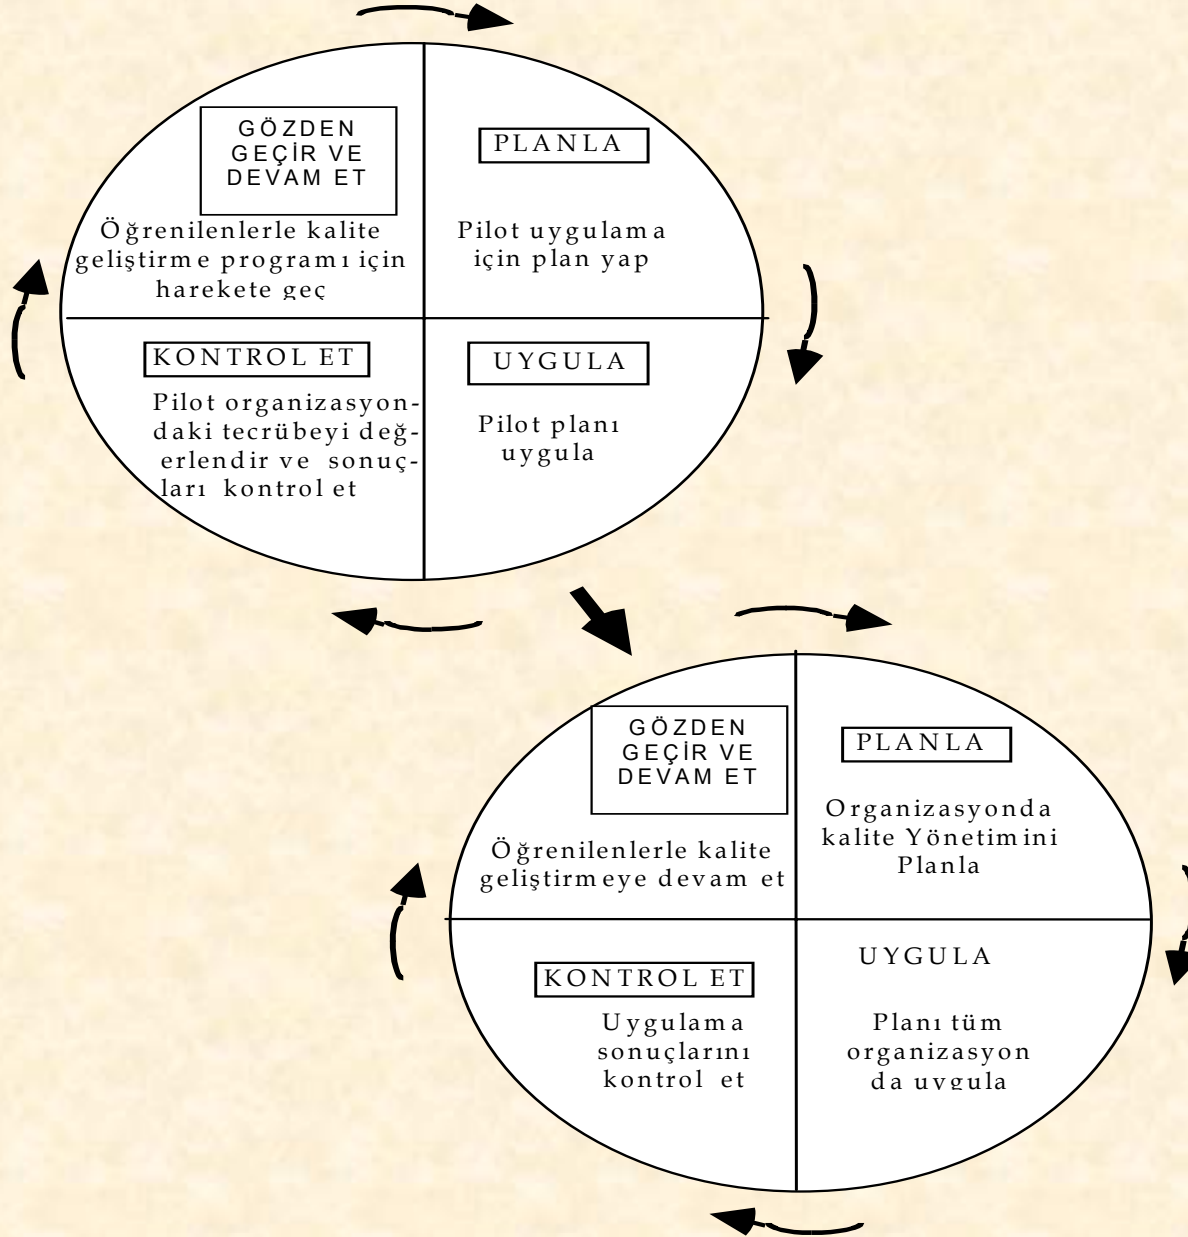 GÖZDEN
GEÇİR VE
DEVAM ET
Öğrenilenlerle kalite
geliştirme programı için
harekete geç
PLANLA
Pilot uygulama
için plan yap
KONTROL ET
Pilot organizasyon-
daki tecrübeyi değ-
erlendir ve sonuç-
ları kontrol et
UYGULA
Pilot planı
uygula
GÖZDEN
GEÇİR VE
DEVAM ET
Öğrenilenlerle kalite
geliştirmeye devam et
PLANLA
Organizasyonda
kalite Yönetimini
Planla
KONTROL ET
Uygulama
sonuçlarını
kontrol et
UYGULA
Planı tüm
organizasyon
da uygula